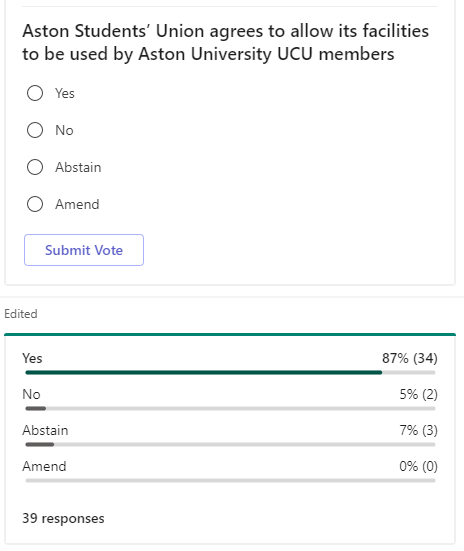 Aston Students’ Union agrees to allow its facilities
to be used by Aston University UCU members
Yes
No
Abstain
Amend
Submit Vote
Edited
Yes 87% (34)
No 5% (2)
Abstain 7% (3)
Amend 0% (0)
39 responses